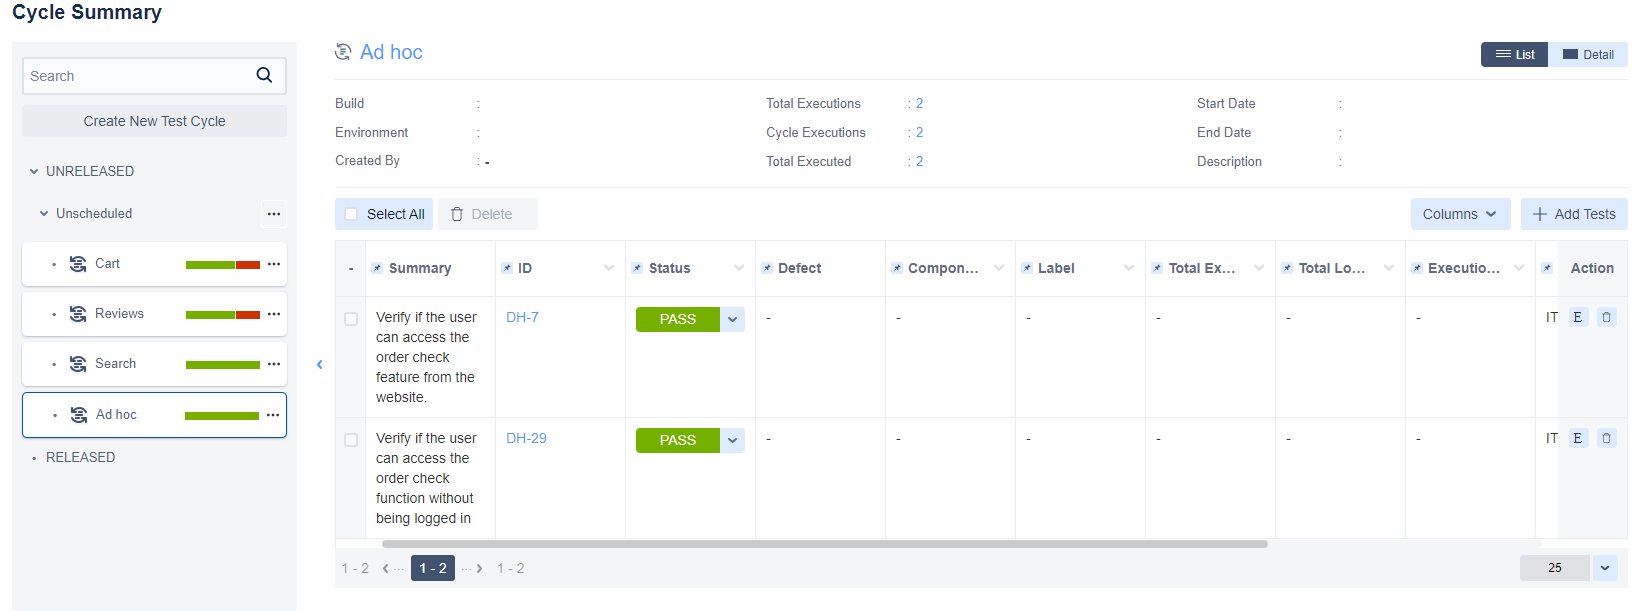 Cycle Summary
Search
Create New Test Cycle
UNRELEASED
Unscheduled
Cart
Reviews
Search
Ad hoc
RELEASED
Ad hoc
List
Detail
Build :
Total Executions : 2
Start Date :
Environment :
Cycle Executions : 2
End Date :
Created By : -
Total Executed : 2
Description :
Select All
Delete
Columns
Add Tests
- Summary ID Status Defect Compon... Label Total Ex... Total Lo... Executio... Action
Verify if the user
can access the
order check
feature from the
website.
DH-7 PASS - - - - - - IT E
Verify if the user
can access the
order check
function without
being logged in
DH-29 PASS - - - - - - IT E
1 - 2 ... 1 - 2 ... 1 - 2
25